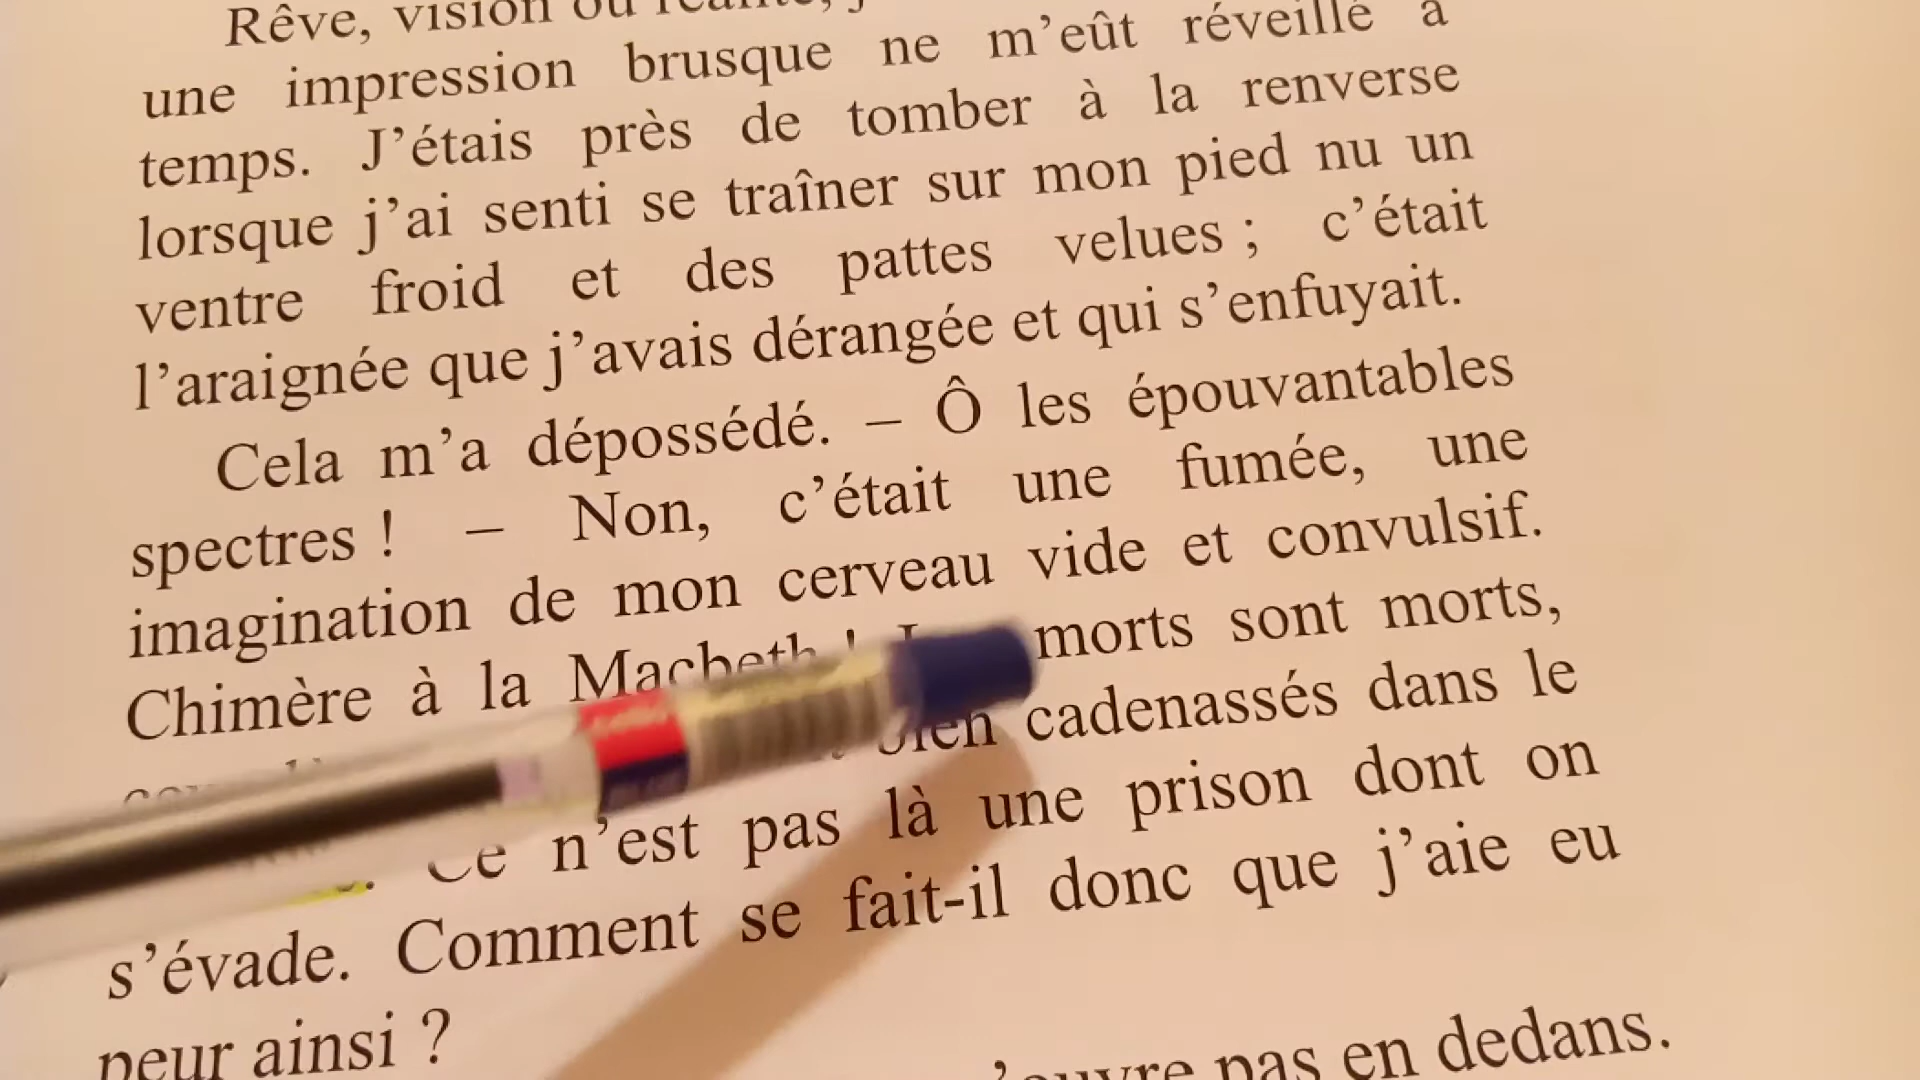 Rêve, vision ou
une impression brusque ne m’eût réveillé à
temps. J’étais près de tomber à la renverse
lorsque j’ai senti se traîner sur mon pied nu un
ventre froid et des pattes velues ; c’était
l’araignée que j’avais dérangée et qui s’enfuyait.
Cela m’a dépossédé. – Ô les épouvantables
spectres ! – Non, c’était une fumée, une
imagination de mon cerveau vide et convulsif.
Chimère à la Macbeth ! morts sont morts,
bien cadenassés dans le
Ce n’est pas là une prison dont on
s’évade. Comment se fait-il donc que j’aie eu
peur ainsi ?
pas en dedans.